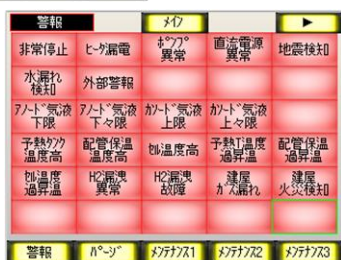 警報 メイン ▶
非常停止 ヒータ漏電 ポンプ異常 直流電源異常 地震検知
水漏れ検知 外部警報
アノード気液下限 アノード気液下々限 カソード気液上限 カソード気液上々限
予熱タンク温度高 配管保温温度高 セル温度高 予熱T温度過昇温 配管保温過昇温
セル温度過昇温 H2漏洩異常 H2漏洩故障 建屋ガス漏れ 建屋火災検知
警報 パージ メンテナンス1 メンテナンス2 メンテナンス3